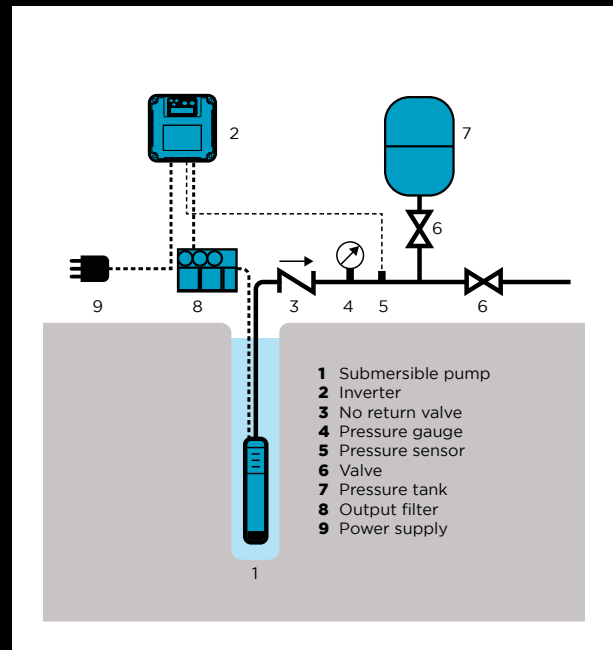 2
7
6
9
8
3
4
5
6
1 Submersible pump
2 Inverter
3 No return valve
4 Pressure gauge
5 Pressure sensor
6 Valve
7 Pressure tank
8 Output filter
9 Power supply
1